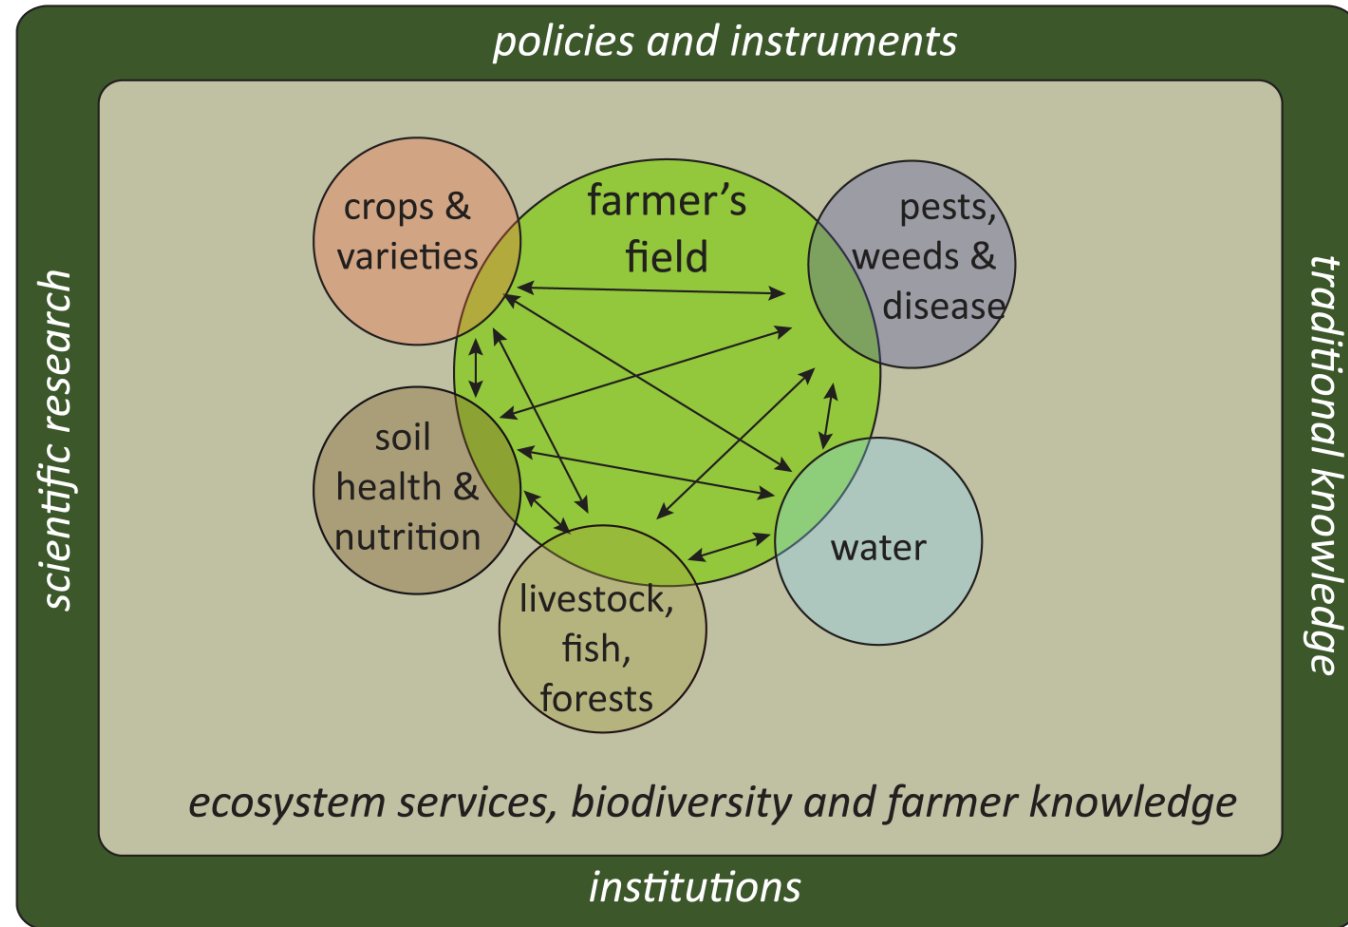 policies and instruments
scientific research
traditional knowledge
crops &
varieties
farmer’s
field
pests,
weeds &
disease
soil
health &
nutrition
livestock,
fish,
forests
water
ecosystem services, biodiversity and farmer knowledge
institutions